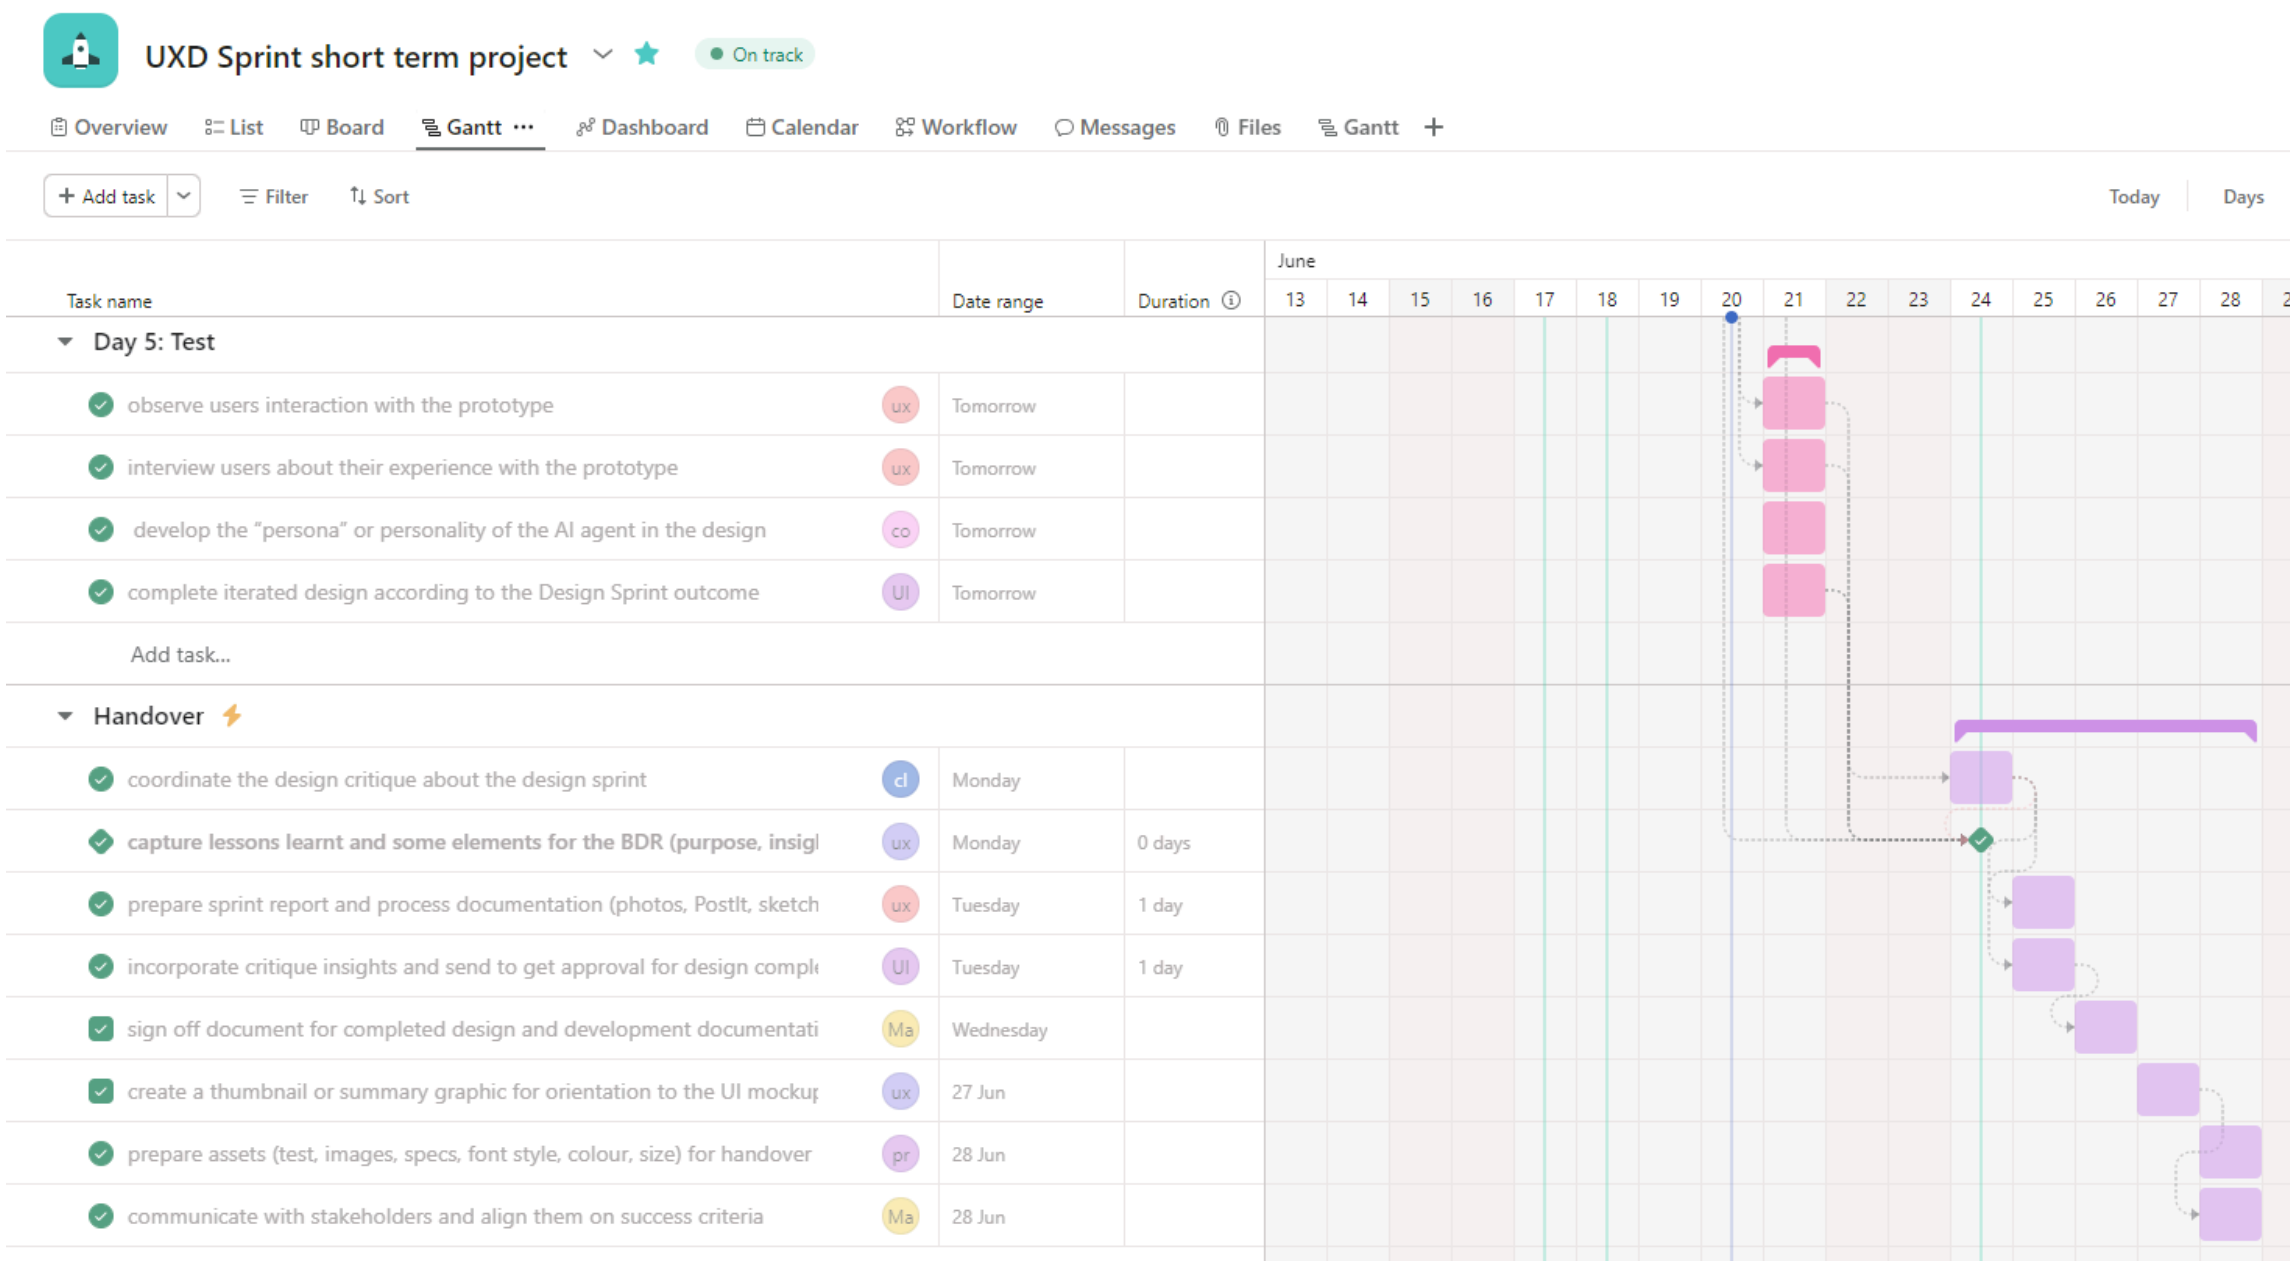 UXD Sprint short term project On track
Overview List Board Gantt ... Dashboard Calendar Workflow Messages Files Gantt +
+ Add task Filter Sort Today Days
June
Task name Date range Duration 13 14 15 16 17 18 19 20 21 22 23 24 25 26 27 28
Day 5: Test
observe users interaction with the prototype ux Tomorrow
interview users about their experience with the prototype ux Tomorrow
develop the “persona” or personality of the AI agent in the design co Tomorrow
complete iterated design according to the Design Sprint outcome UI Tomorrow
Add task...
Handover
coordinate the design critique about the design sprint cl Monday
capture lessons learnt and some elements for the BDR (purpose, ux Monday 0 days
prepare sprint report and process documentation (photos, PostIt, sketch ux Tuesday 1 day
incorporate critique insights and send to get approval for design UI Tuesday 1 day
sign off document for completed design and development Ma Wednesday
create a thumbnail or summary graphic for orientation to the UI ux 27 Jun
prepare assets (test, images, specs, font style, colour, size) for handover pr 28 Jun
communicate with stakeholders and align them on success criteria Ma 28 Jun